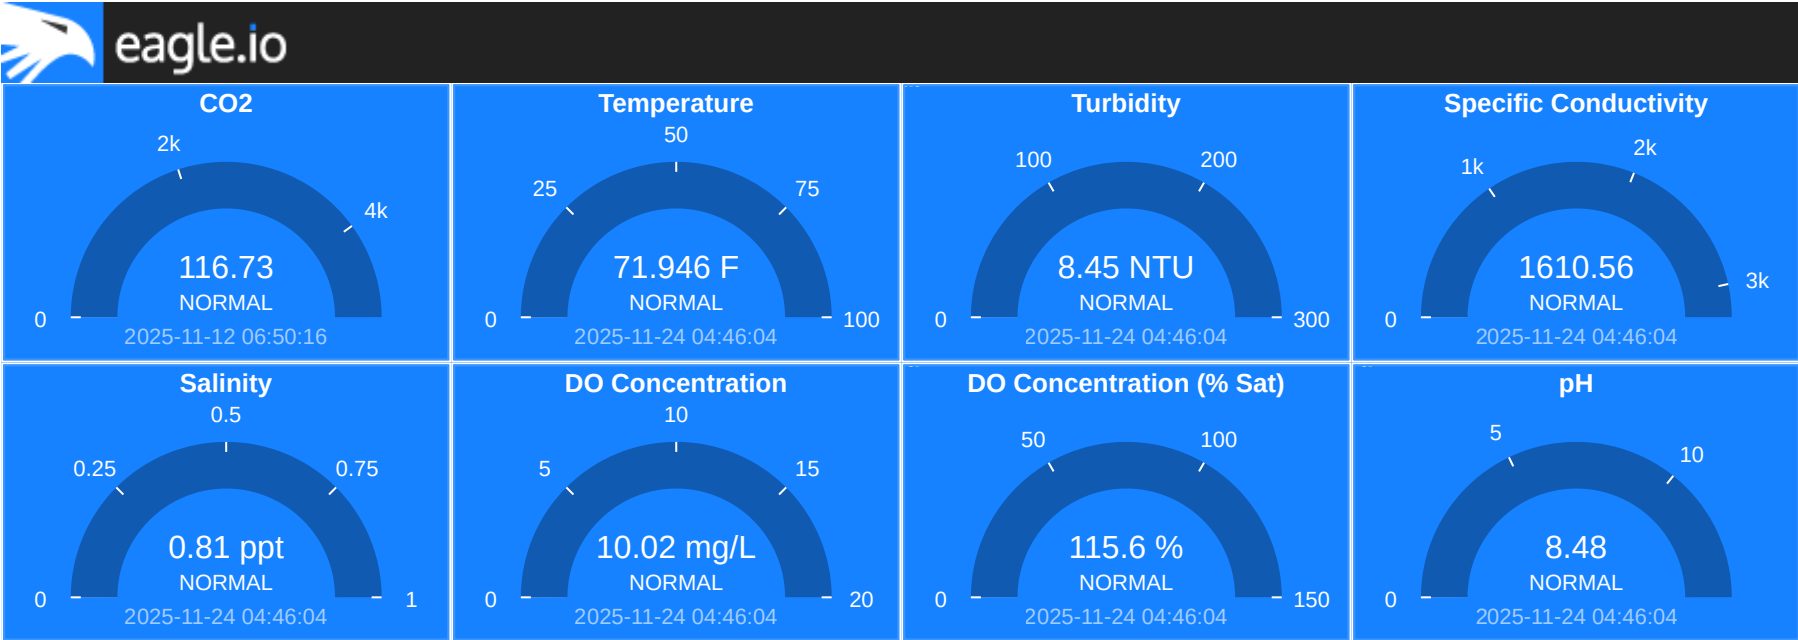 eagle.io
CO2
2k
4k
0
116.73
NORMAL
2025-11-12 06:50:16
Temperature
50
25
75
0
100
71.946 F
NORMAL
2025-11-24 04:46:04
Turbidity
100
200
0
300
8.45 NTU
NORMAL
2025-11-24 04:46:04
Specific Conductivity
2k
1k
3k
0
1610.56
NORMAL
2025-11-24 04:46:04
Salinity
0.5
0.25
0.75
0
1
0.81 ppt
NORMAL
2025-11-24 04:46:04
DO Concentration
10
5
15
0
20
10.02 mg/L
NORMAL
2025-11-24 04:46:04
DO Concentration (% Sat)
50
100
0
150
115.6 %
NORMAL
2025-11-24 04:46:04
pH
5
10
0
8.48
NORMAL
2025-11-24 04:46:04